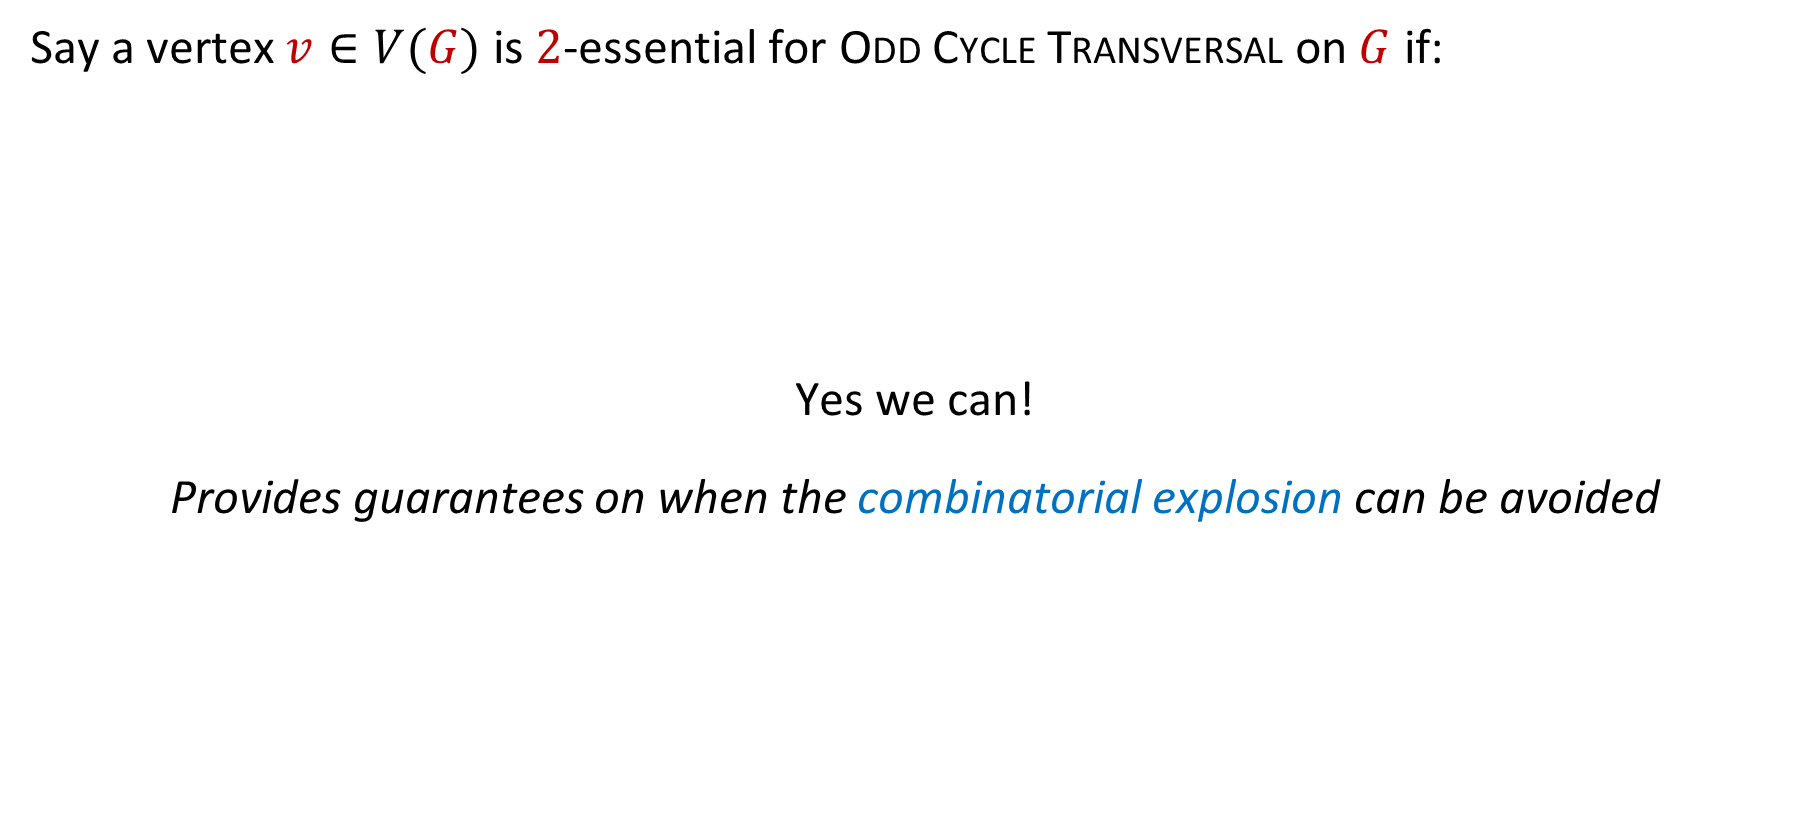 Say a vertex v ∈ V(G) is 2-essential for ODD CYCLE TRANSVERSAL on G if:
Yes we can!
Provides guarantees on when the combinatorial explosion can be avoided